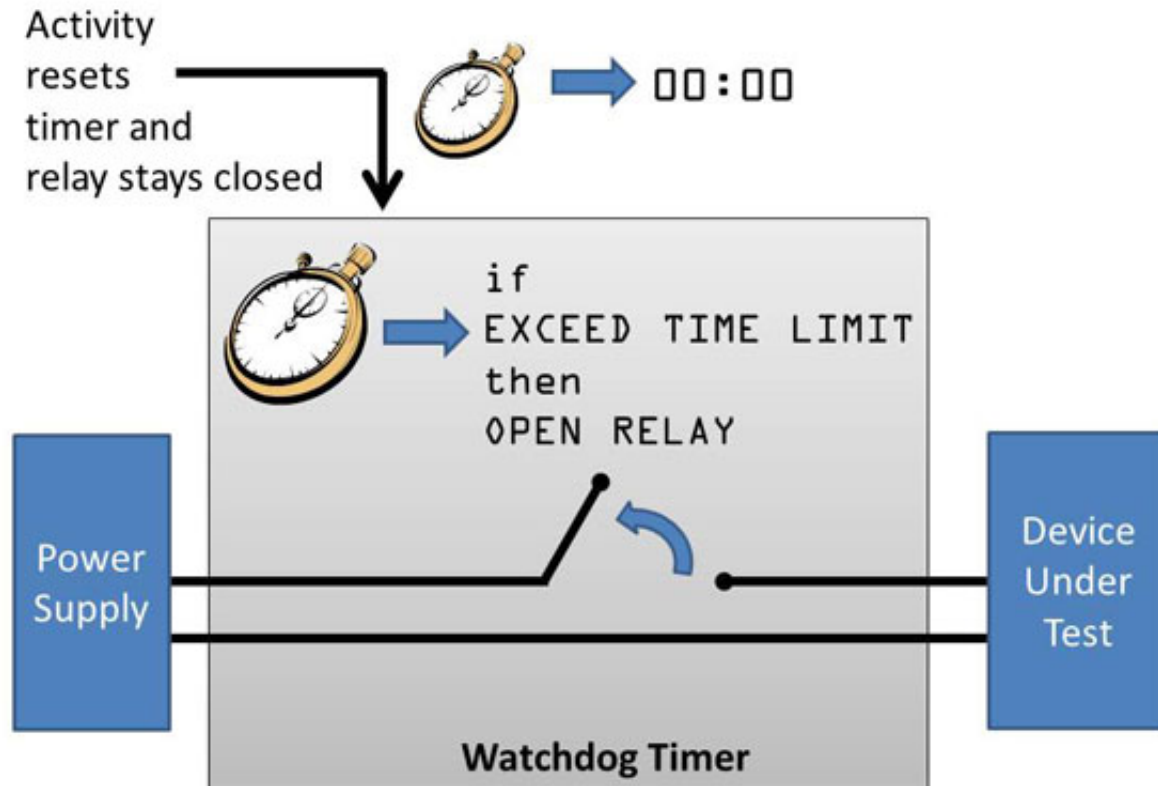 Activity
resets
timer and
relay stays closed
00:00
if
EXCEED TIME LIMIT
then
OPEN RELAY
Power
Supply
Device
Under
Test
Watchdog Timer